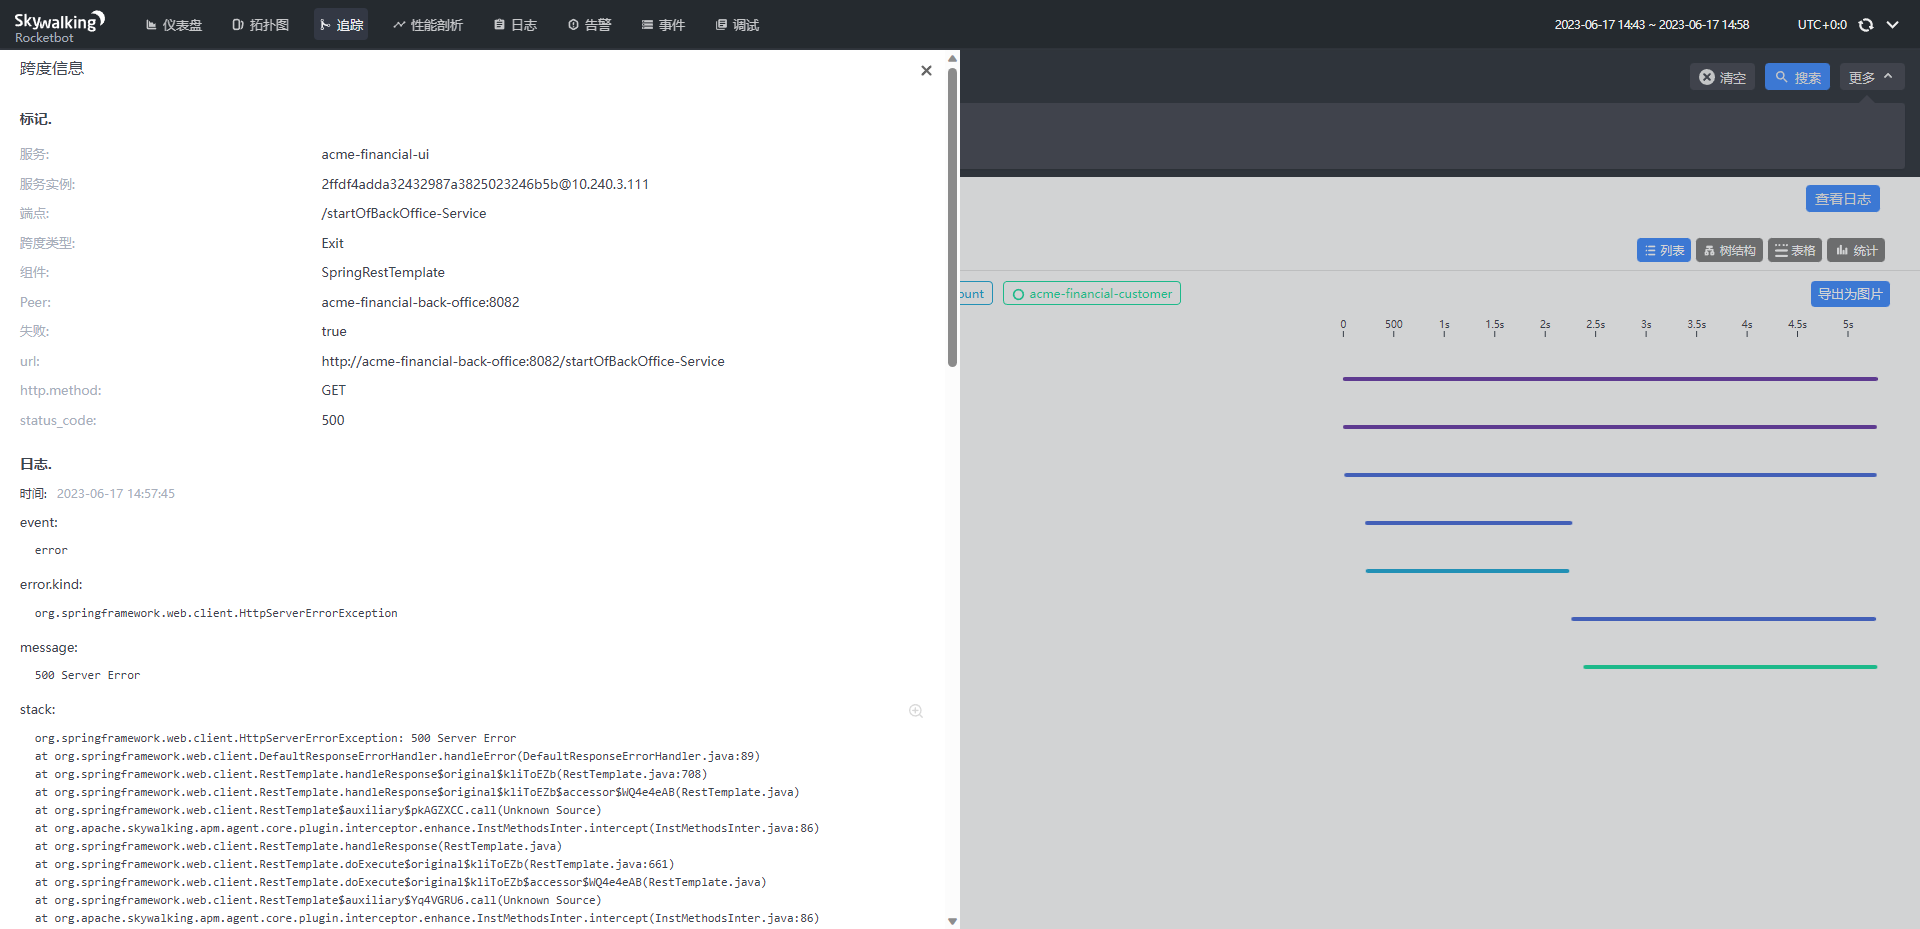 Skywalking
Rocketbot
仪表盘
拓扑图
追踪
性能剖析
日志
告警
事件
调试
2023-06-17 14:43 ~ 2023-06-17 14:58
UTC+0:0
跨度信息
清空
搜索
更多
标记.
服务: acme-financial-ui
服务实例: 2ffdf4adda32432987a3825023246b5b@10.240.3.111
端点: /startOfBackOffice-Service
跨度类型: Exit
组件: SpringRestTemplate
Peer: acme-financial-back-office:8082
失败: true
url: http://acme-financial-back-office:8082/startOfBackOffice-Service
http.method: GET
status_code: 500
日志.
时间: 2023-06-17 14:57:45
event:
error
error.kind:
org.springframework.web.client.HttpServerErrorException
message:
500 Server Error
stack:
org.springframework.web.client.HttpServerErrorException: 500 Server Error
at org.springframework.web.client.DefaultResponseErrorHandler.handleError(DefaultResponseErrorHandler.java:89)
at org.springframework.web.client.RestTemplate.handleResponse$original$kliToEZb(RestTemplate.java:708)
at org.springframework.web.client.RestTemplate.handleResponse$original$kliToEZb$accessor$WQ4e4eAB(RestTemplate.java)
at org.springframework.web.client.RestTemplate$auxiliary$pkAGZXCC.call(Unknown Source)
at org.apache.skywalking.apm.agent.core.plugin.interceptor.enhance.InstMethodsInter.intercept(InstMethodsInter.java:86)
at org.springframework.web.client.RestTemplate.handleResponse(RestTemplate.java)
at org.springframework.web.client.RestTemplate.doExecute$original$kliToEZb(RestTemplate.java:661)
at org.springframework.web.client.RestTemplate.doExecute$original$kliToEZb$accessor$WQ4e4eAB(RestTemplate.java)
at org.springframework.web.client.RestTemplate$auxiliary$Yq4VGRU6.call(Unknown Source)
at org.apache.skywalking.apm.agent.core.plugin.interceptor.enhance.InstMethodsInter.intercept(InstMethodsInter.java:86)
查看日志
列表
树结构
表格
统计
ount
acme-financial-customer
导出为图片
0 500 1s 1.5s 2s 2.5s 3s 3.5s 4s 4.5s 5s